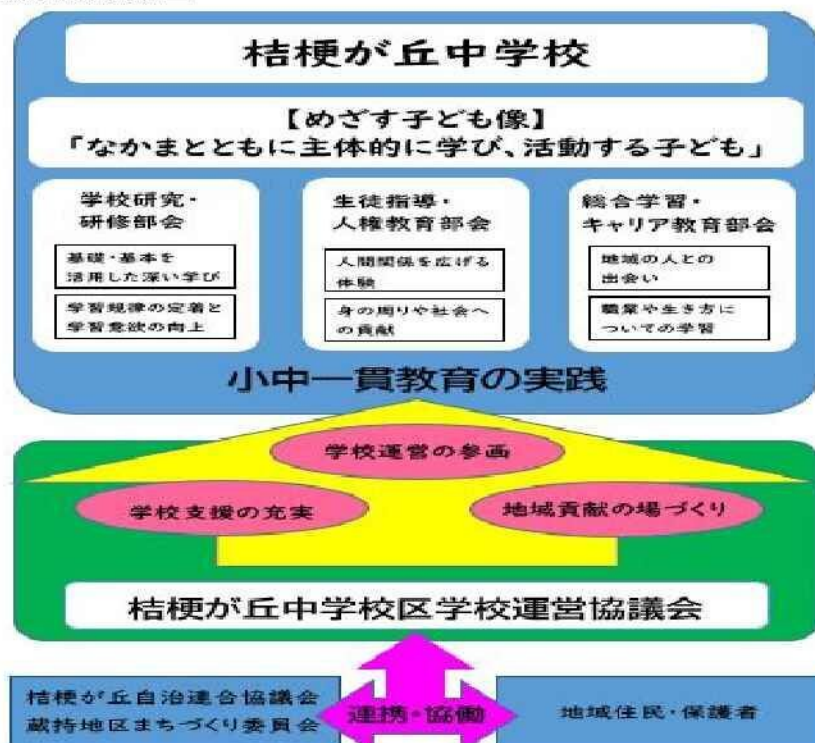 桔梗が丘中学校
【めざす子ども像】
「なかまとともに主体的に学び、活動する子ども」
学校研究・
研修部会
基礎・基本を
活用した深い学び
学習規律の定着と
学習意欲の向上
生徒指導・
人権教育部会
人間関係を広げる
体験
身の周りや社会へ
の貢献
総合学習・
キャリア教育部会
地域の人との
出会い
職業や生き方に
ついての学習
小中一貫教育の実践
学校運営の参画
学校支援の充実
地域貢献の場づくり
桔梗が丘中学校区学校運営協議会
桔梗が丘自治連合協議会
蔵持地区まちづくり委員会
連携・協働
地域住民・保護者